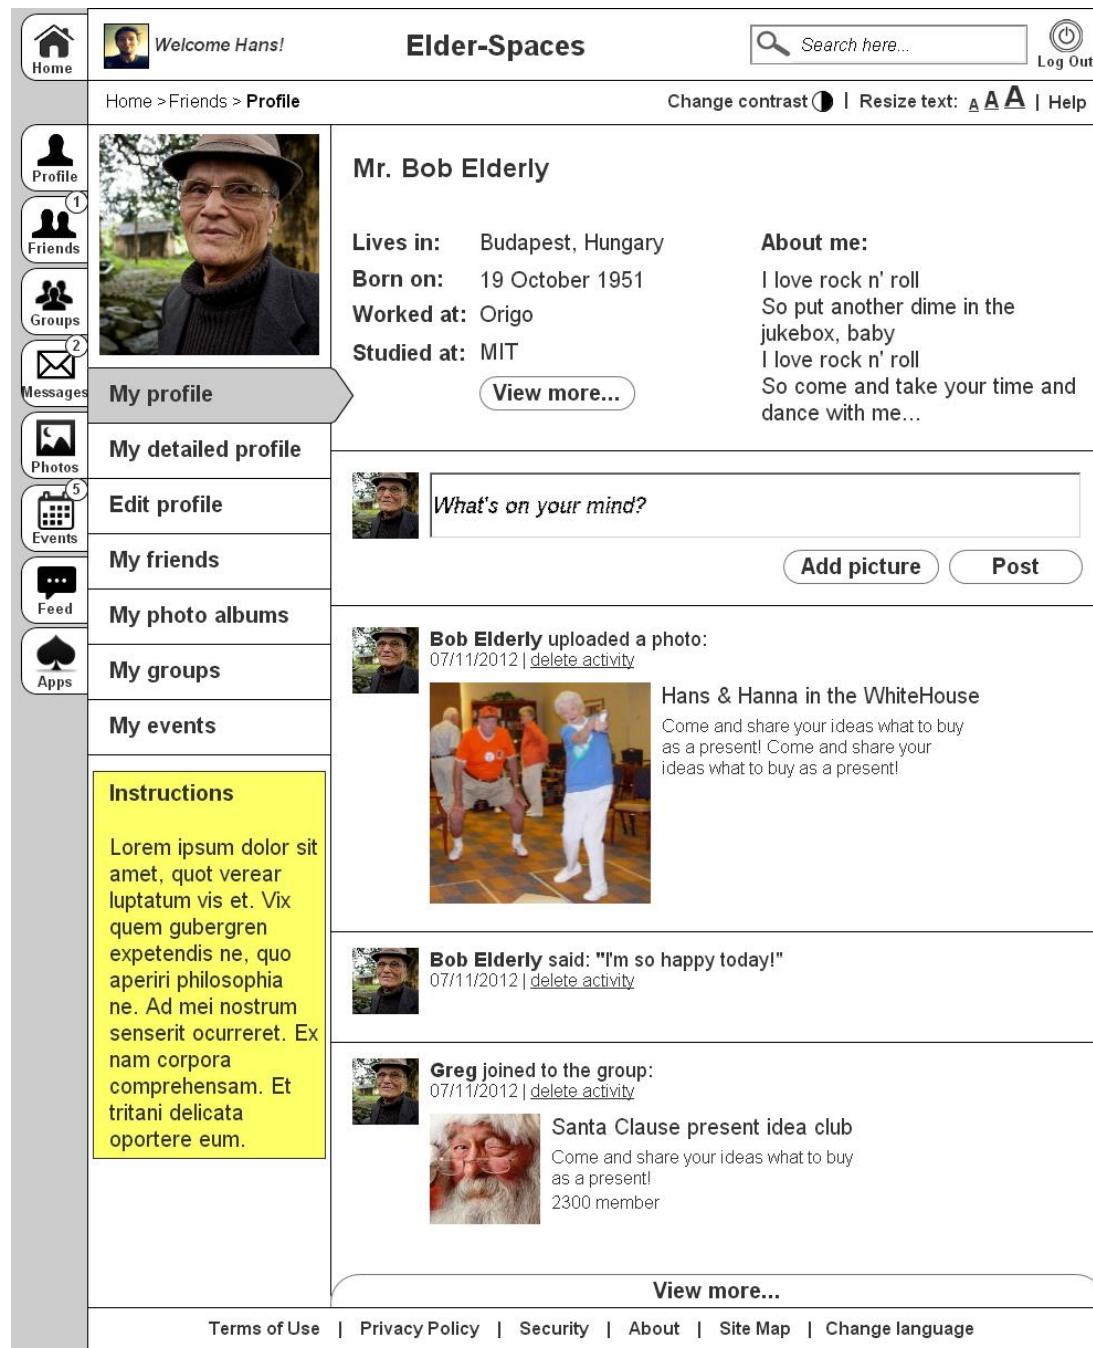 Home
Welcome Hans!
Elder-Spaces
Search here...
Log Out
Home > Friends > Profile
Change contrast | Resize text: A A A | Help
Profile
1
Friends
Groups
2
Messages
Photos
5
Events
Feed
Apps
Mr. Bob Elderly
Lives in: Budapest, Hungary
Born on: 19 October 1951
Worked at: Origo
Studied at: MIT
View more...
About me:
I love rock n' roll
So put another dime in the
jukebox, baby
I love rock n' roll
So come and take your time and
dance with me...
My profile
My detailed profile
Edit profile
My friends
My photo albums
My groups
My events
Instructions
Lorem ipsum dolor sit
amet, quot verear
luptatum vis et. Vix
quem gubergren
expetendis ne, quo
aperiri philosophia
ne. Ad mei nostrum
senserit ocurreret. Ex
nam corpora
comprehensam. Et
tritani delicata
oportere eum.
What's on your mind?
Add picture
Post
Bob Elderly uploaded a photo:
07/11/2012 | delete activity
Hans & Hanna in the WhiteHouse
Come and share your ideas what to buy
as a present! Come and share your
ideas what to buy as a present!
Bob Elderly said: "I'm so happy today!"
07/11/2012 | delete activity
Greg joined to the group:
07/11/2012 | delete activity
Santa Clause present idea club
Come and share your ideas what to buy
as a present!
2300 member
View more...
Terms of Use | Privacy Policy | Security | About | Site Map | Change language